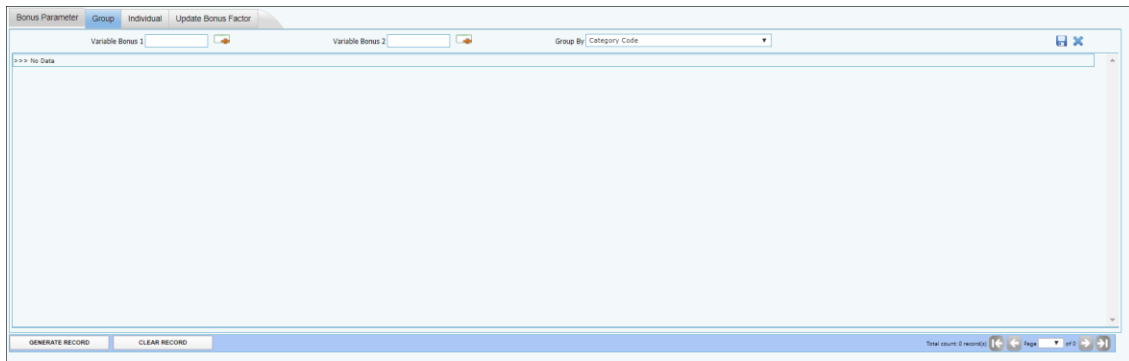 Bonus Parameter Group Individual Update Bonus Factor
Variable Bonus 1 Variable Bonus 2 Group By Category Code
>>> No Data
GENERATE RECORD CLEAR RECORD Total count: 0 record(s) Page of 0